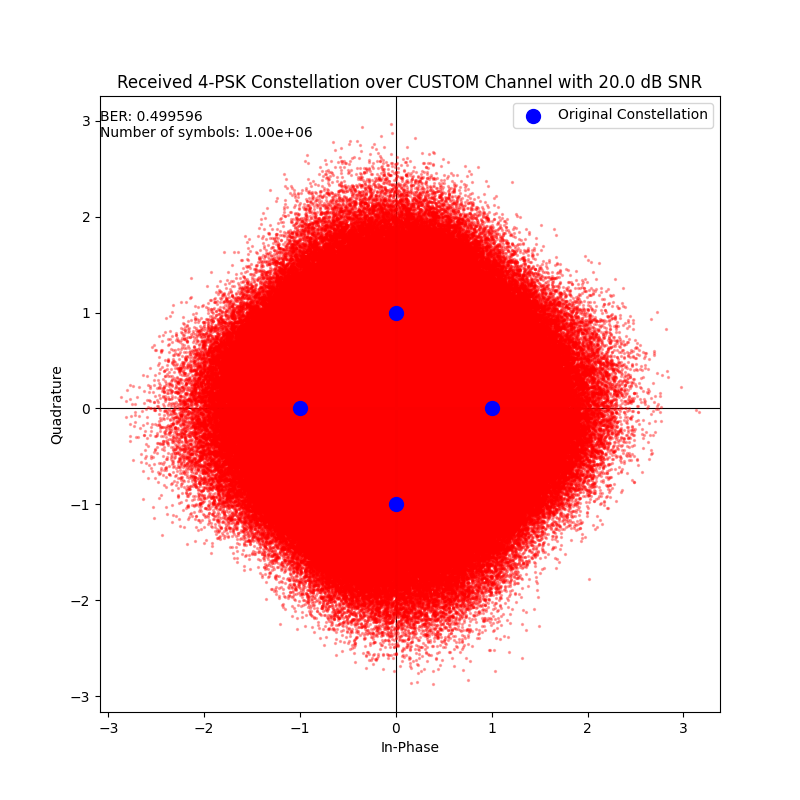 Received 4-PSK Constellation over CUSTOM Channel with 20.0 dB SNR
BER: 0.499596
Number of symbols: 1.00e+06
Original Constellation
3
2
1
0
−1
−2
−3
Quadrature
−3
−2
−1
0
1
2
3
In-Phase